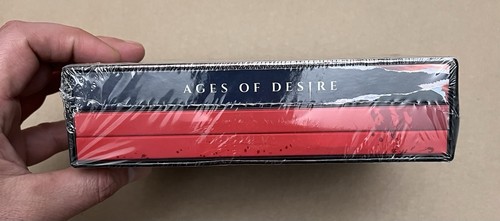 AGES OF DESIRE